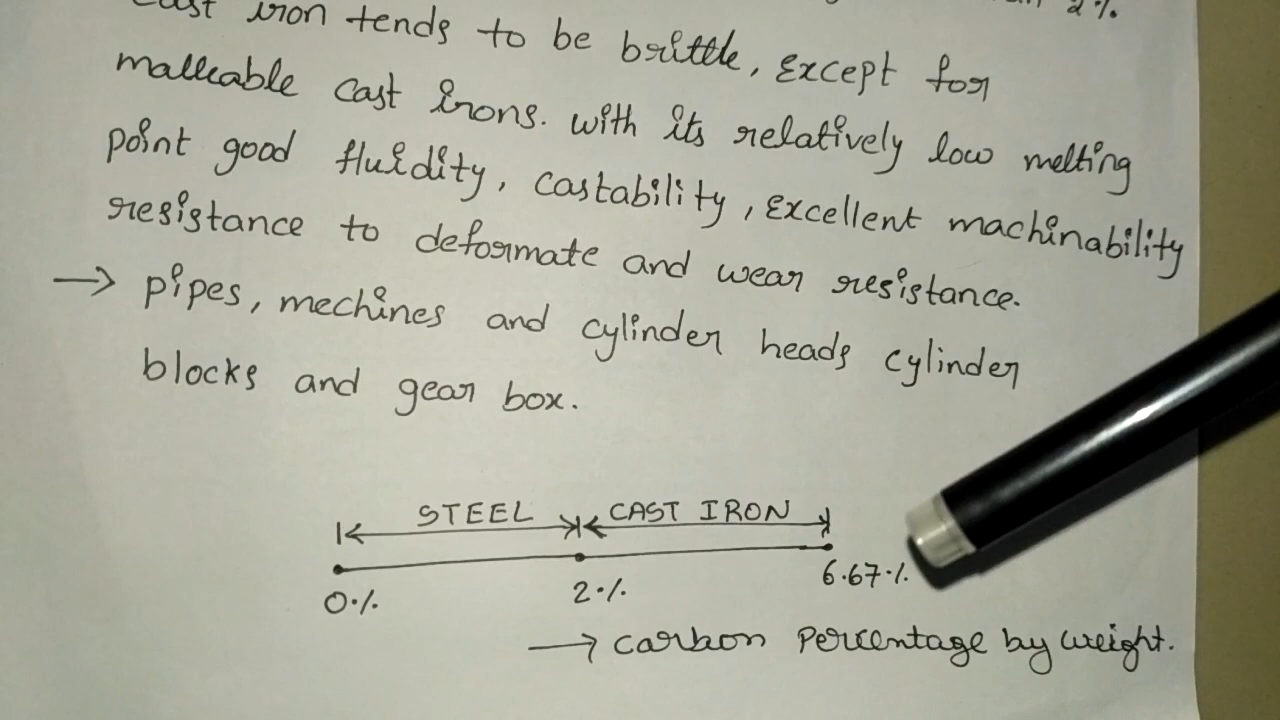 2%.
Cast iron tends to be brittle, Except for
malleable cast irons. with its relatively low melting
point good fluidity, castability, Excellent machinability
resistance to deformate and wear resistance.
→ pipes, mechines and cylinder heads cylinder
blocks and gear box.
STEEL CAST IRON
0% 2% 6.67%
→ carbon percentage by weight.